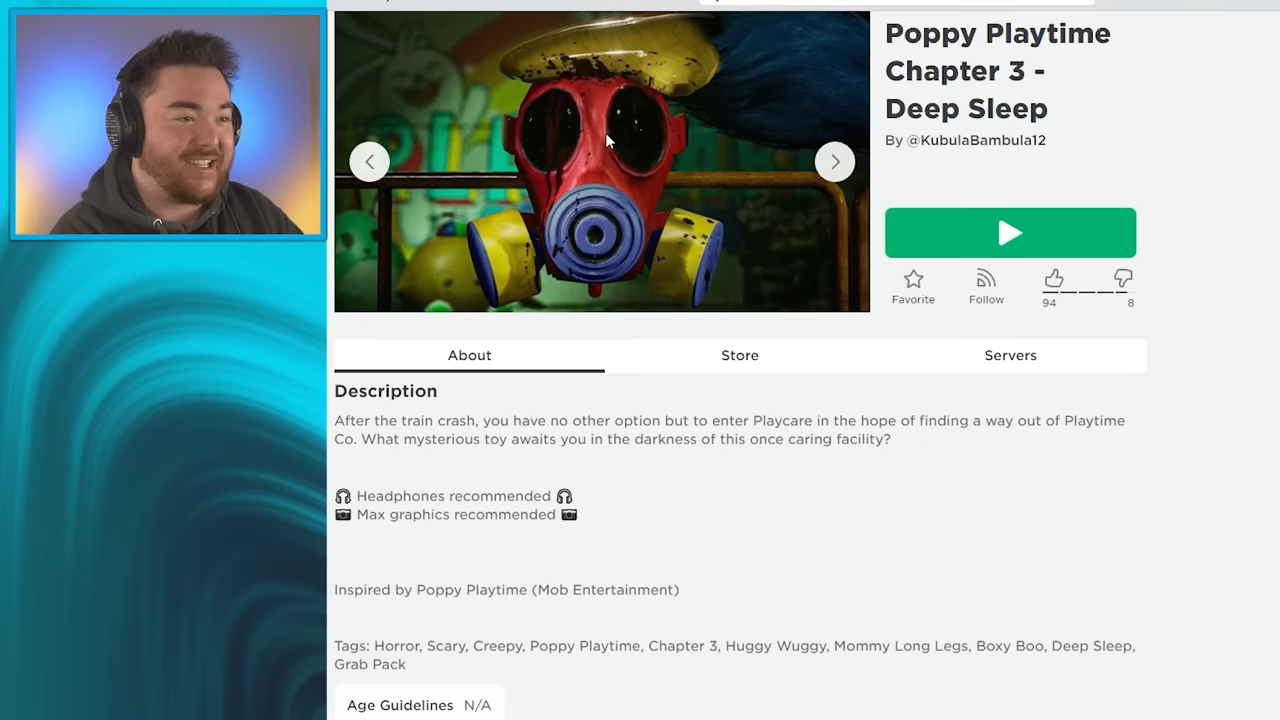 Poppy Playtime
Chapter 3 -
Deep Sleep
By @KubulaBambula12
Favorite
Follow
94
8
About
Store
Servers
Description
After the train crash, you have no other option but to enter Playcare in the hope of finding a way out of Playtime
Co. What mysterious toy awaits you in the darkness of this once caring facility?
🎧 Headphones recommended 🎧
📷 Max graphics recommended 📷
Inspired by Poppy Playtime (Mob Entertainment)
Tags: Horror, Scary, Creepy, Poppy Playtime, Chapter 3, Huggy Wuggy, Mommy Long Legs, Boxy Boo, Deep Sleep,
Grab Pack
Age Guidelines N/A